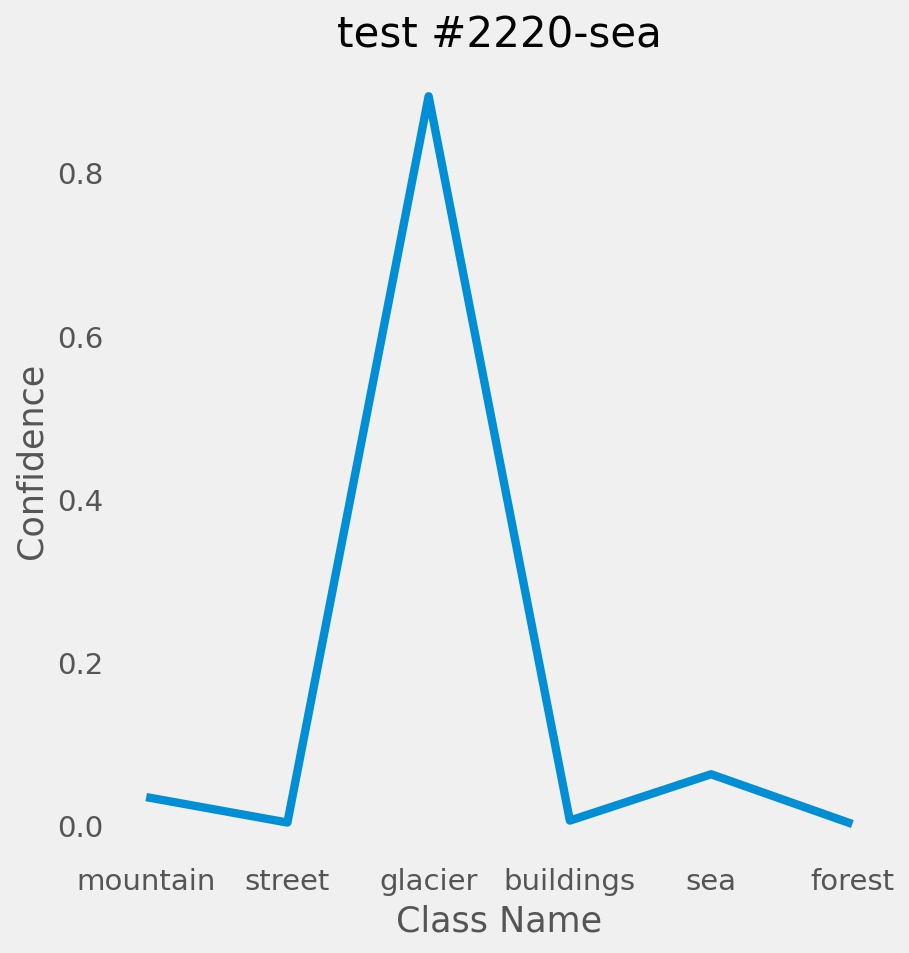 test #2220-sea
0.8
0.6
0.4
0.2
0.0
Confidence
mountain street glacier buildings sea forest
Class Name